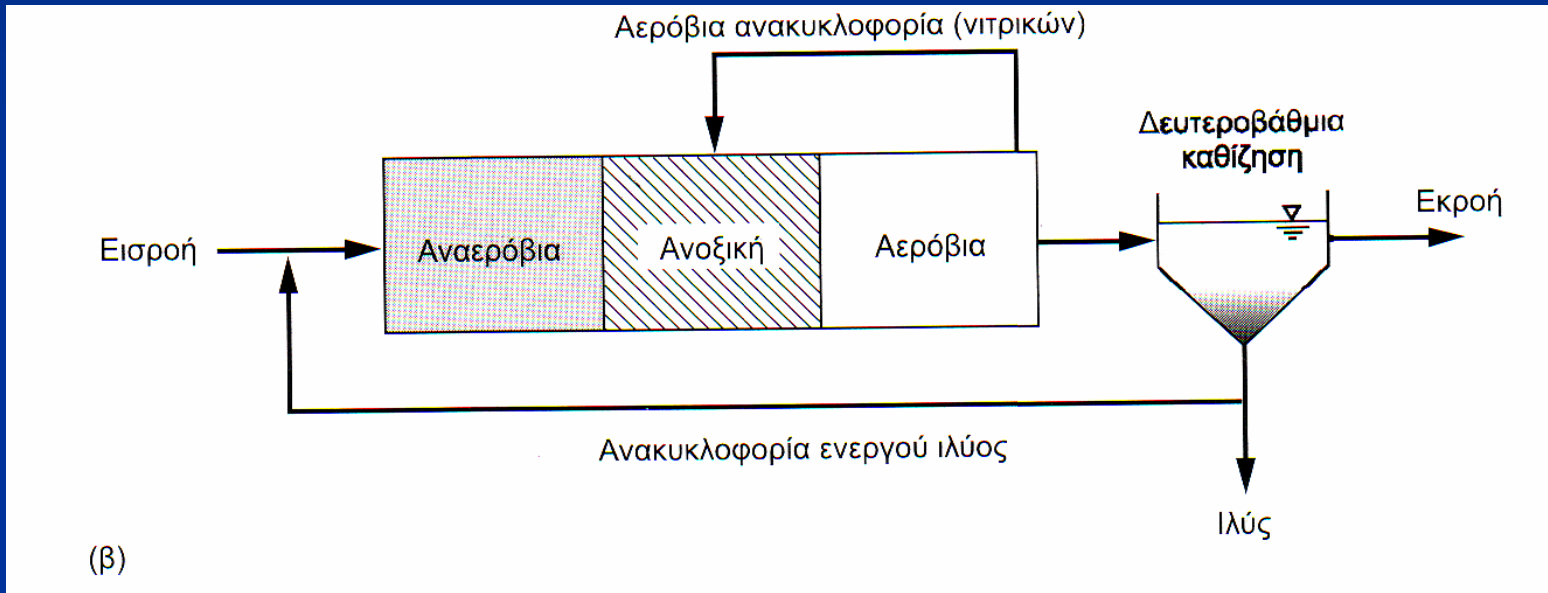 Αερόβια ανακυκλοφορία (νιτρικών)
Δευτεροβάθμια
καθίζηση
Εισροή
Αναερόβια
Ανοξική
Αερόβια
Εκροή
Ανακυκλοφορία ενεργού ιλύος
Ιλύς
(β)